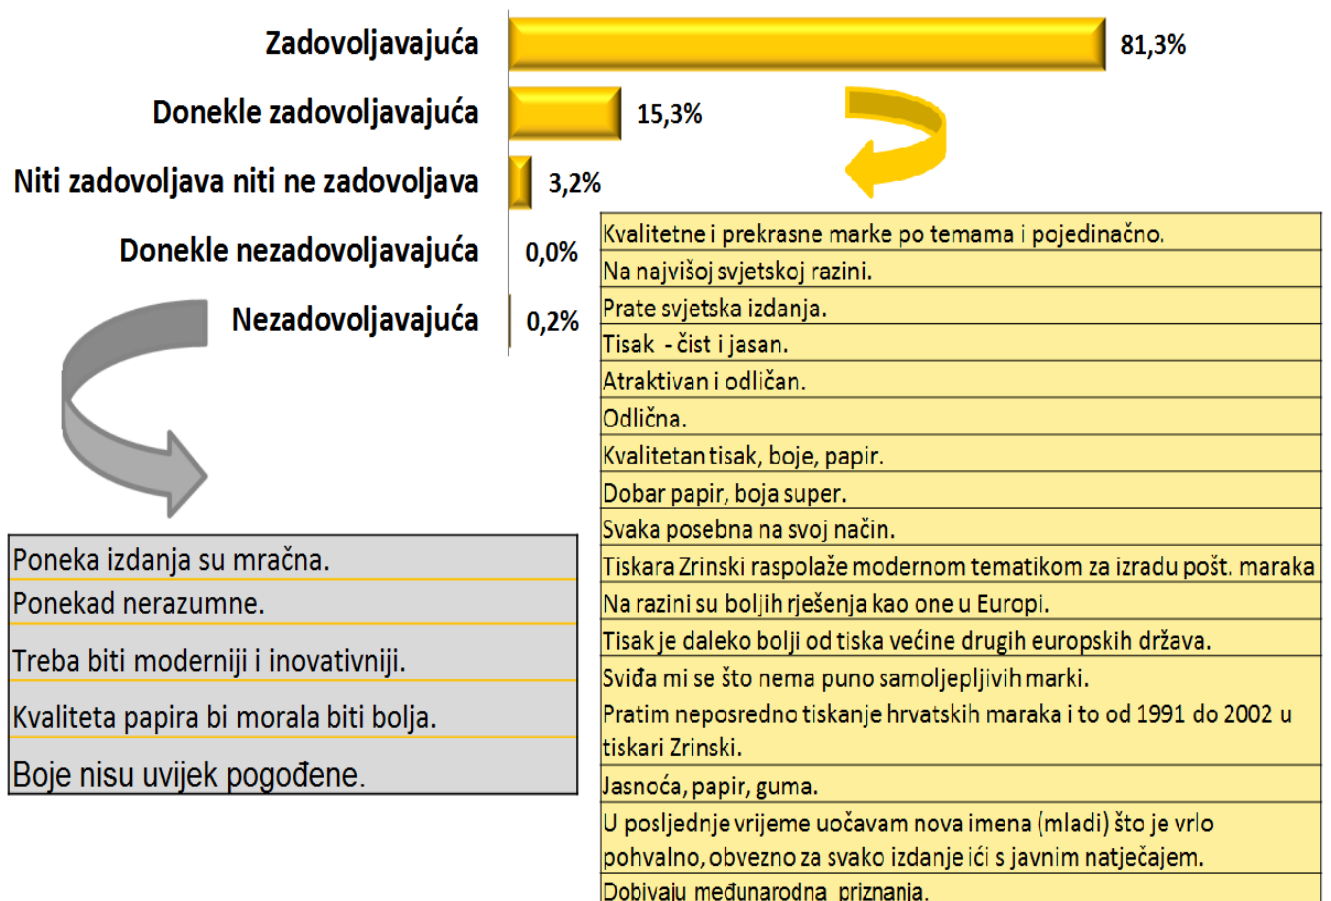 Zadovoljavajuća 81,3%
Donekle zadovoljavajuća 15,3%
Niti zadovoljava niti ne zadovoljava 3,2%
Donekle nezadovoljavajuća 0,0%
Nezadovoljavajuća 0,2%
Poneka izdanja su mračna.
Ponekad nerazumne.
Treba biti moderniji i inovativniji.
Kvaliteta papira bi morala biti bolja.
Boje nisu uvijek pogođene.
Kvalitetne i prekrasne marke po temama i pojedinačno.
Na najvišoj svjetskoj razini.
Prate svjetska izdanja.
Tisak - čist i jasan.
Atraktivan i odličan.
Odlična.
Kvalitetan tisak, boje, papir.
Dobar papir, boja super.
Svaka posebna na svoj način.
Tiskara Zrinski raspolaže modernom tematikom za izradu pošt. maraka
Na razini su boljih rješenja kao one u Europi.
Tisak je daleko bolji od tiska većine drugih europskih država.
Sviđa mi se što nema puno samoljepljivih marki.
Pratim neposredno tiskanje hrvatskih maraka i to od 1991 do 2002 u
tiskari Zrinski.
Jasnoća, papir, guma.
U posljednje vrijeme uočavam nova imena (mladi) što je vrlo
pohvalno, obvezno za svako izdanje ići s javnim natječajem.
Dobivaju međunarodna priznanja.